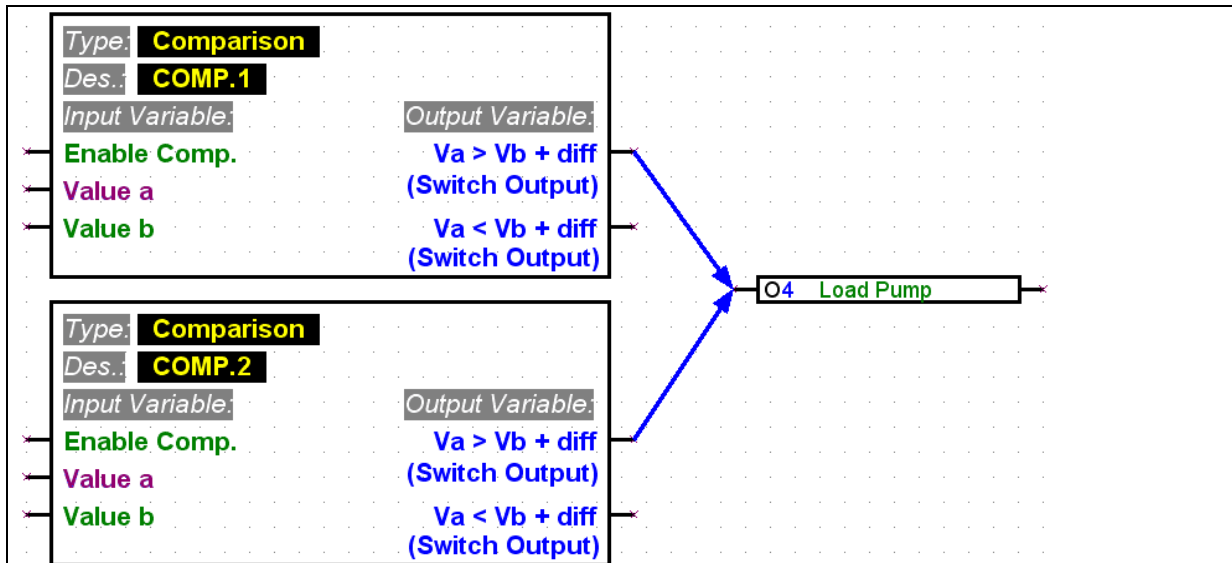 Type: Comparison
Des.: COMP.1
Input Variable: Output Variable:
Enable Comp. Va > Vb + diff
Value a (Switch Output)
Value b Va < Vb + diff
(Switch Output)
O4 Load Pump
Type: Comparison
Des.: COMP.2
Input Variable: Output Variable:
Enable Comp. Va > Vb + diff
Value a (Switch Output)
Value b Va < Vb + diff
(Switch Output)